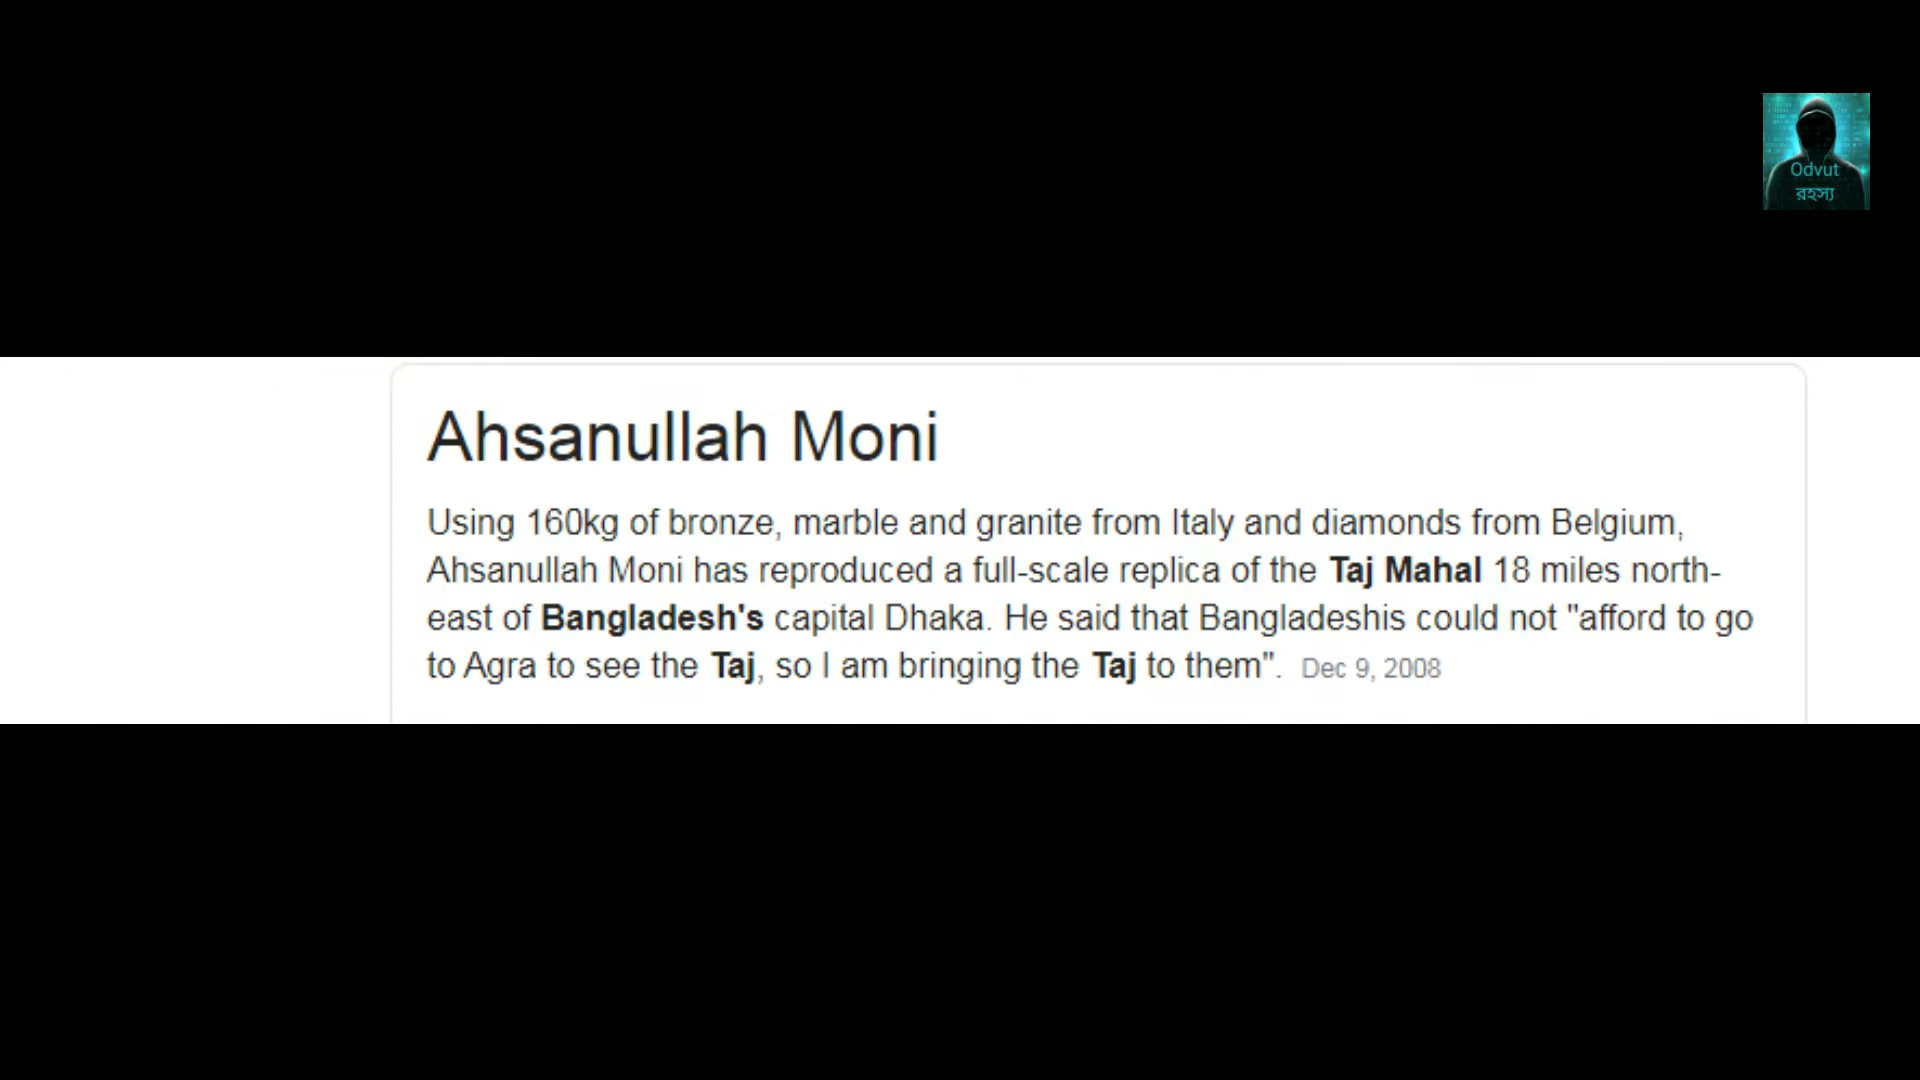 Odvut
রহস্য
Ahsanullah Moni
Using 160kg of bronze, marble and granite from Italy and diamonds from Belgium,
Ahsanullah Moni has reproduced a full-scale replica of the Taj Mahal 18 miles north-
east of Bangladesh's capital Dhaka. He said that Bangladeshis could not "afford to go
to Agra to see the Taj, so I am bringing the Taj to them". Dec 9, 2008